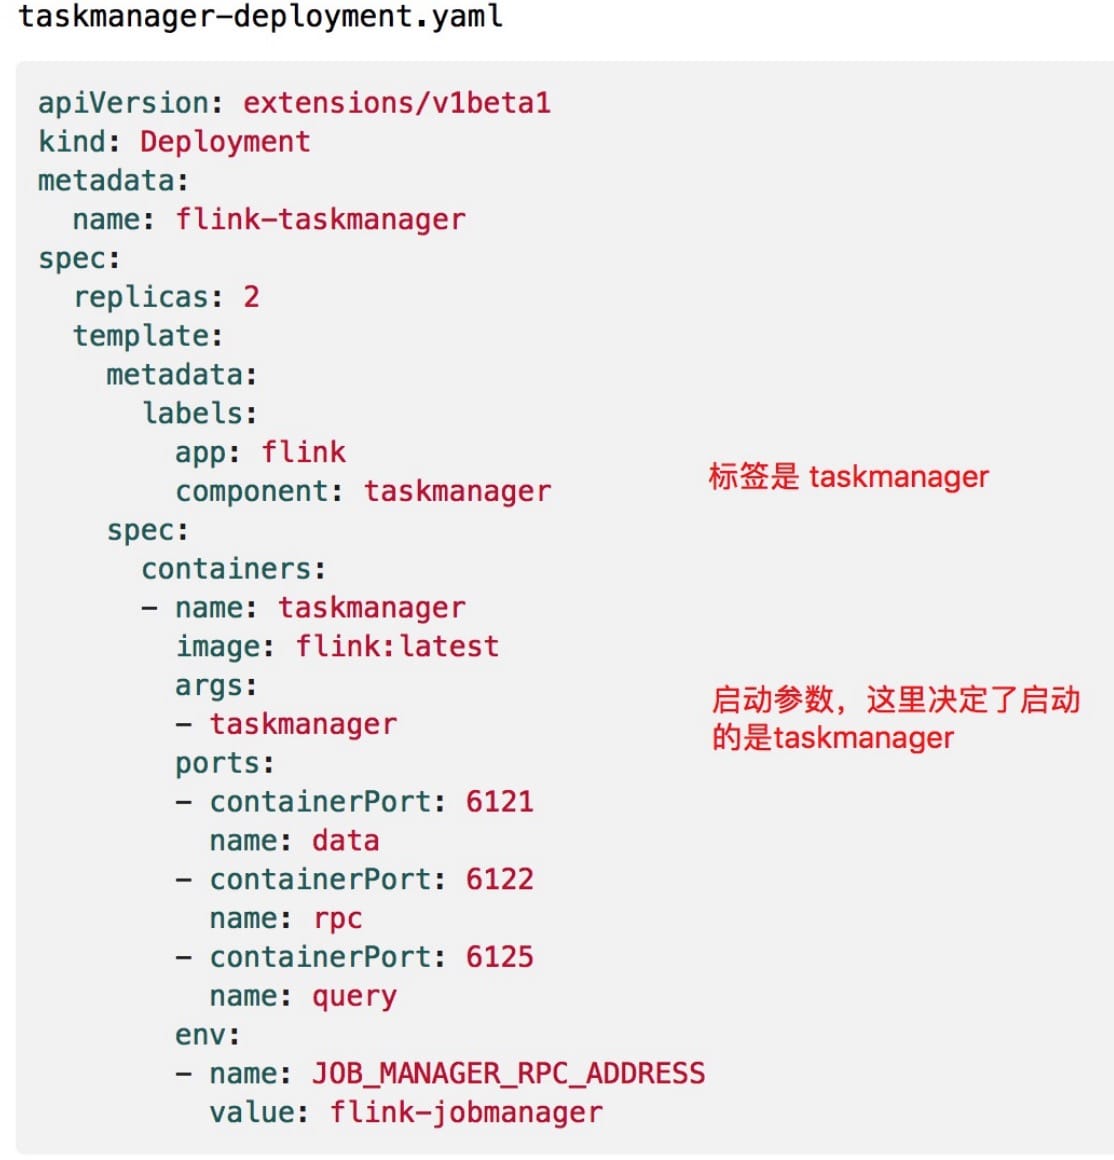 taskmanager-deployment.yaml
apiVersion: extensions/v1beta1
kind: Deployment
metadata:
  name: flink-taskmanager
spec:
  replicas: 2
  template:
    metadata:
      labels:
        app: flink
        component: taskmanager
标签是 taskmanager
    spec:
      containers:
      - name: taskmanager
        image: flink:latest
        args:
        - taskmanager
启动参数，这里决定了启动
的是taskmanager
        ports:
        - containerPort: 6121
          name: data
        - containerPort: 6122
          name: rpc
        - containerPort: 6125
          name: query
        env:
        - name: JOB_MANAGER_RPC_ADDRESS
          value: flink-jobmanager